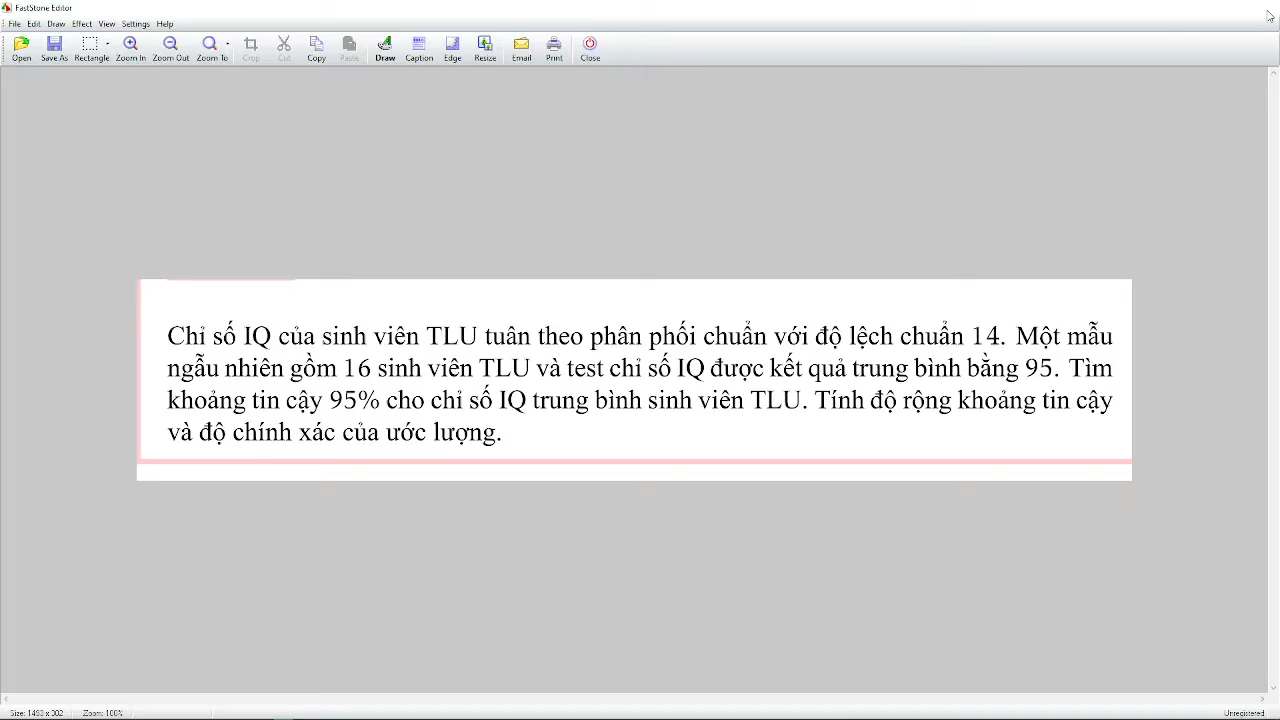 FastStone Editor
File Edit Draw Effect View Settings Help
Open Save As Rectangle Zoom In Zoom Out Zoom To Crop Cut Copy Paste Draw Caption Edge Resize Email Print Close
Chỉ số IQ của sinh viên TLU tuân theo phân phối chuẩn với độ lệch chuẩn 14. Một mẫu
ngẫu nhiên gồm 16 sinh viên TLU và test chỉ số IQ được kết quả trung bình bằng 95. Tìm
khoảng tin cậy 95% cho chỉ số IQ trung bình sinh viên TLU. Tính độ rộng khoảng tin cậy
và độ chính xác của ước lượng.
Size: 1493 x 302 Zoom: 100% Unregistered